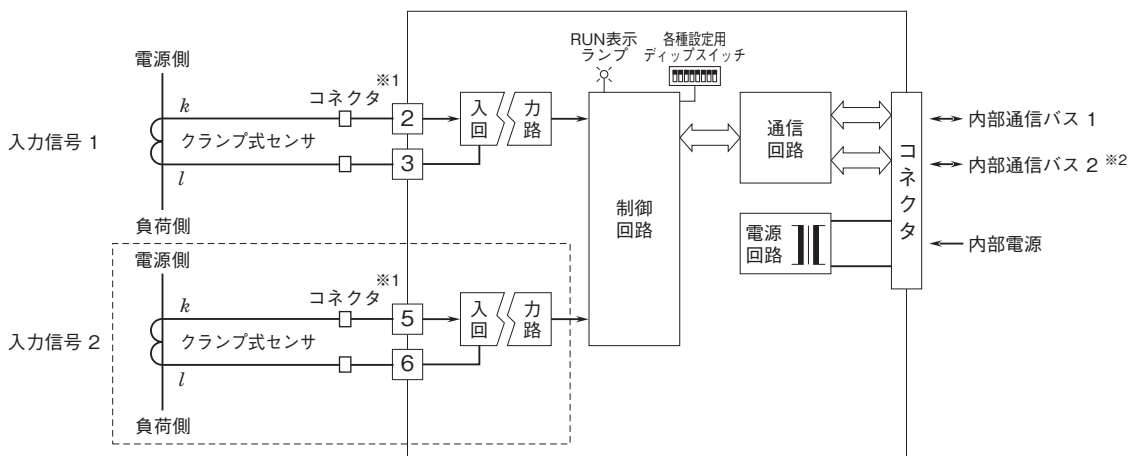 RUN表示
ランプ
各種設定用
ディップスイッチ
電源側
k
コネクタ ※1
2
入力
回路
入力信号 1
クランプ式センサ
3
l
負荷側
制御
回路
通信
回路
コネクタ
内部通信バス 1
内部通信バス 2 ※2
電源
回路
内部電源
電源側
k
コネクタ ※1
5
入力
回路
入力信号 2
クランプ式センサ
6
l
負荷側